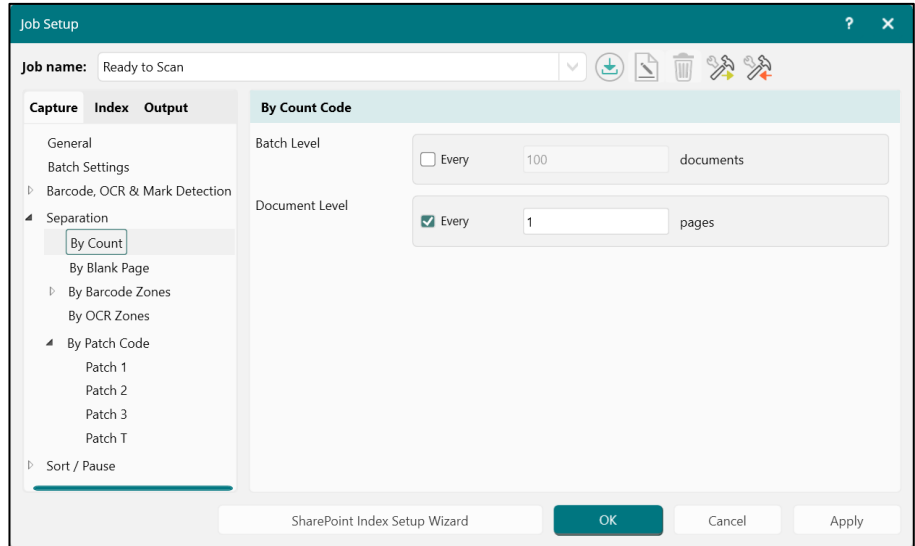 Job Setup
?
Job name: Ready to Scan
Capture Index Output
General
Batch Settings
Barcode, OCR & Mark Detection
Separation
By Count
By Blank Page
By Barcode Zones
By OCR Zones
By Patch Code
Patch 1
Patch 2
Patch 3
Patch T
Sort / Pause
By Count Code
Batch Level
Every 100 documents
Document Level
Every 1 pages
SharePoint Index Setup Wizard OK Cancel Apply